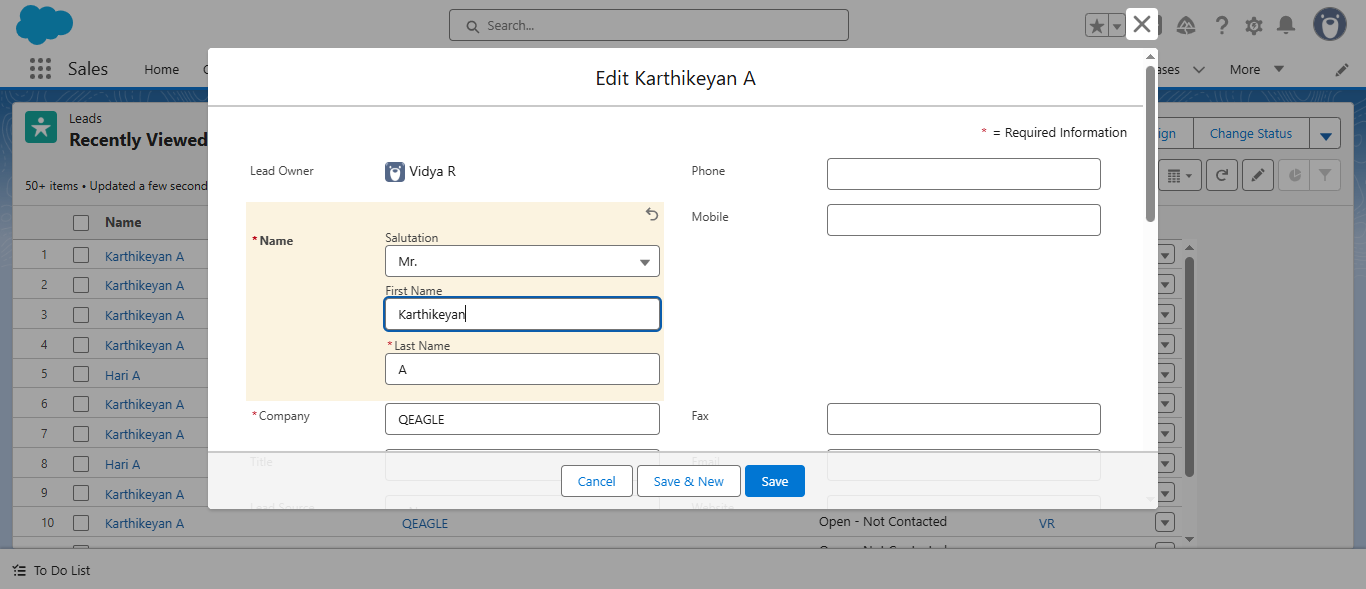 Search...
Sales
Home
ases
More
Leads
Recently Viewed
ign
Change Status
50+ items • Updated a few second
Name
1 Karthikeyan A
2 Karthikeyan A
3 Karthikeyan A
4 Karthikeyan A
5 Hari A
6 Karthikeyan A
7 Karthikeyan A
8 Hari A
9 Karthikeyan A
10 Karthikeyan A QEAGLE Open - Not Contacted VR
Edit Karthikeyan A
* = Required Information
Lead Owner Vidya R
Phone
Mobile
*Name
Salutation
Mr.
First Name
Karthikeyan
*Last Name
A
*Company QEAGLE
Fax
Title
Email
Lead Source
Website
Cancel
Save & New
Save
To Do List